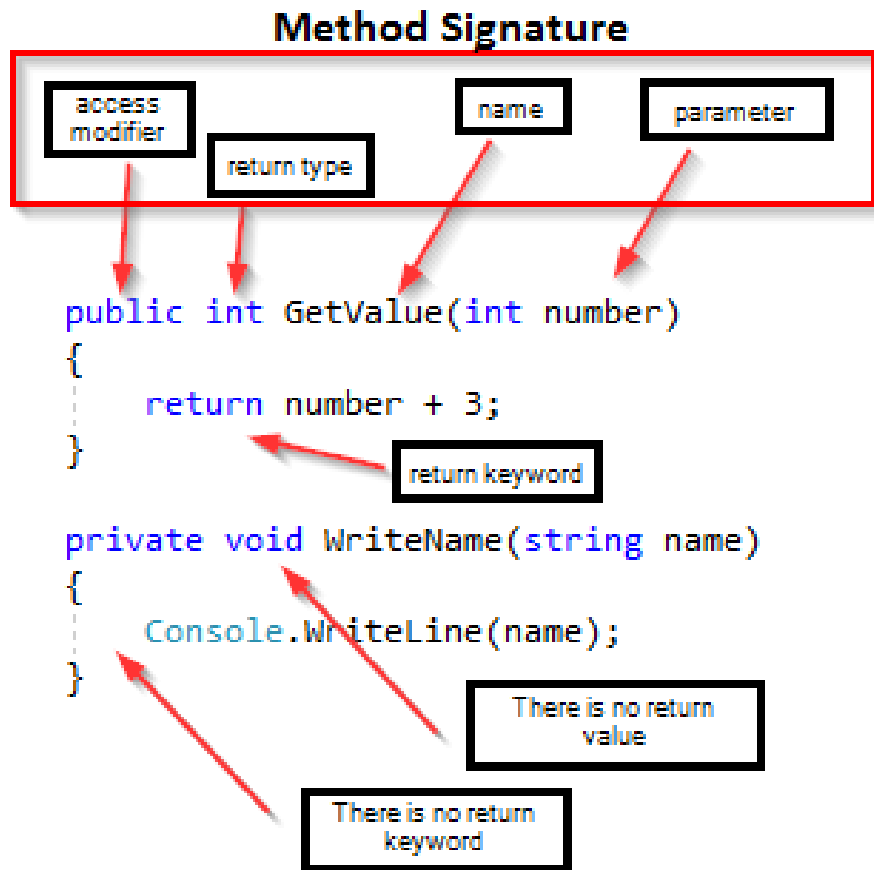 Method Signature
access
modifier
return type
name
parameter
public int GetValue(int number)
{
return number + 3;
}
return keyword
private void WriteName(string name)
{
Console.WriteLine(name);
}
There is no return
value
There is no return
keyword